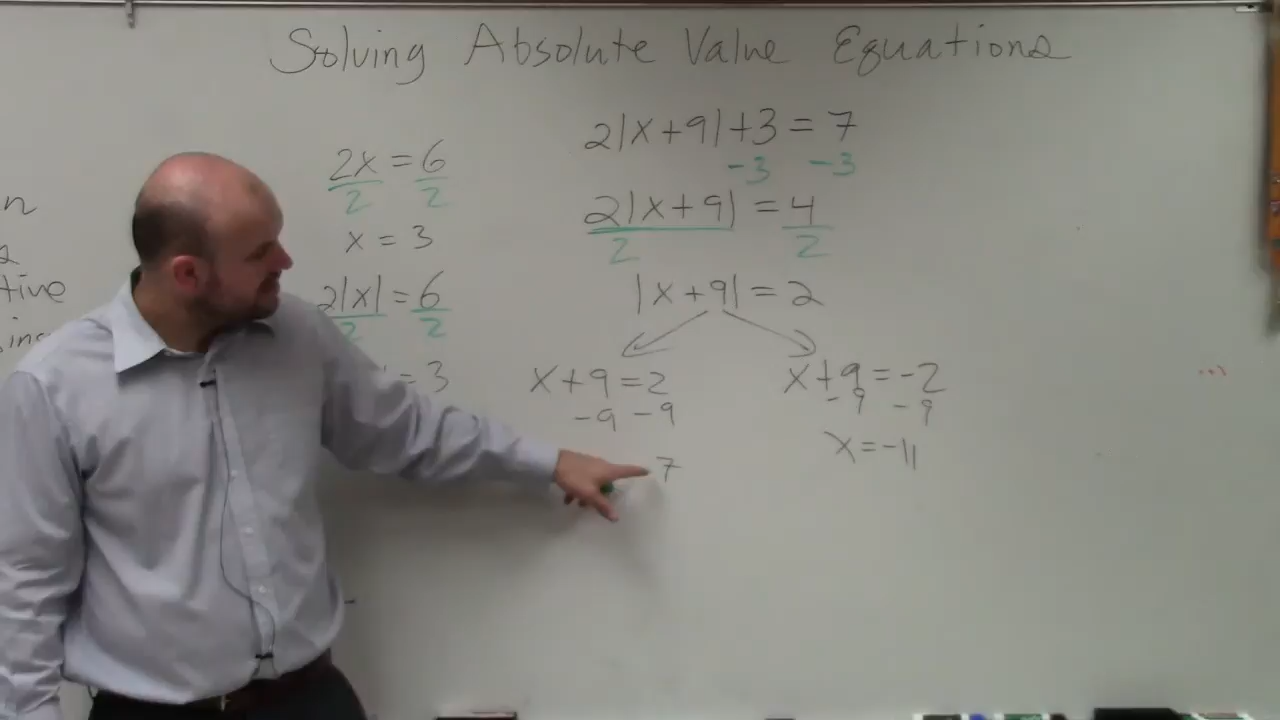 Solving Absolute Value Equations
2|x+9|+3=7
-3 -3
2|x+9|=4
2 2
|x+9|=2
x+9=2
-9 -9
7
x+9=-2
-9 -9
x=-11
2x=6
2 2
x=3
2|x|=6
2 2
=3
n
tive